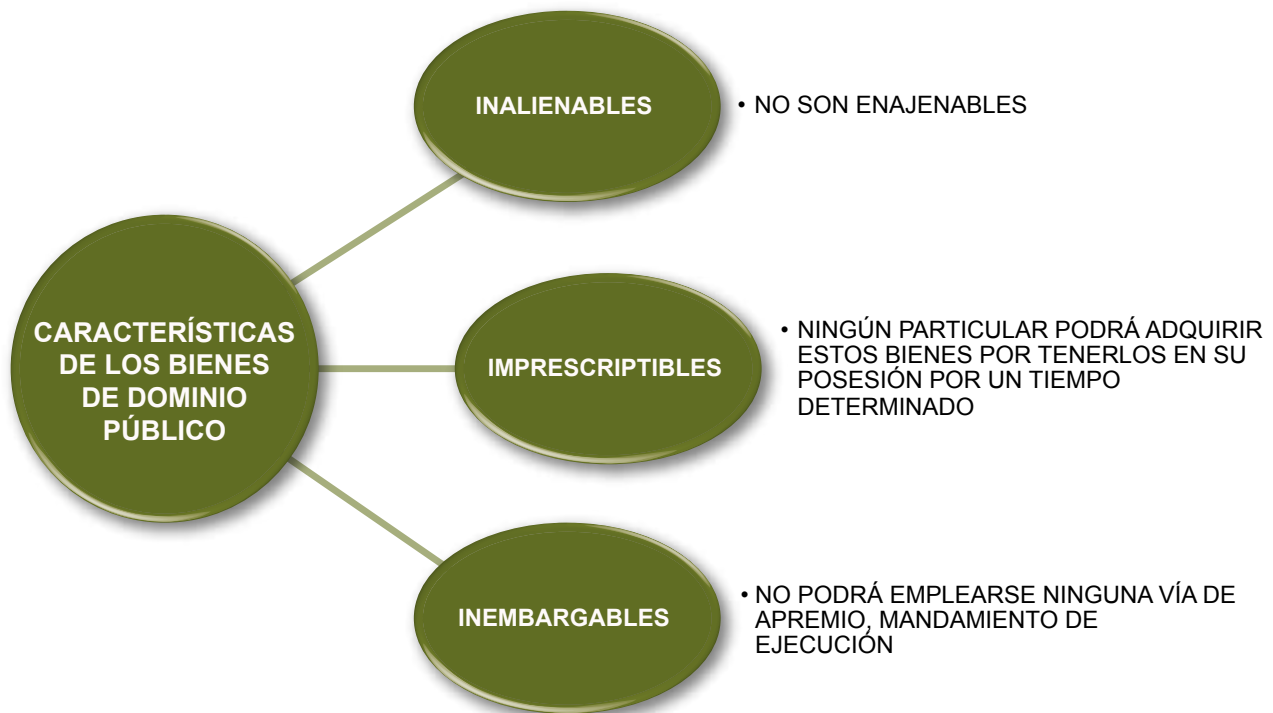 CARACTERÍSTICAS
DE LOS BIENES
DE DOMINIO
PÚBLICO
INALIENABLES
• NO SON ENAJENABLES
IMPRESCRIPTIBLES
• NINGÚN PARTICULAR PODRÁ ADQUIRIR
ESTOS BIENES POR TENERLOS EN SU
POSESIÓN POR UN TIEMPO
DETERMINADO
INEMBARGABLES
• NO PODRÁ EMPLEARSE NINGUNA VÍA DE
APREMIO, MANDAMIENTO DE
EJECUCIÓN